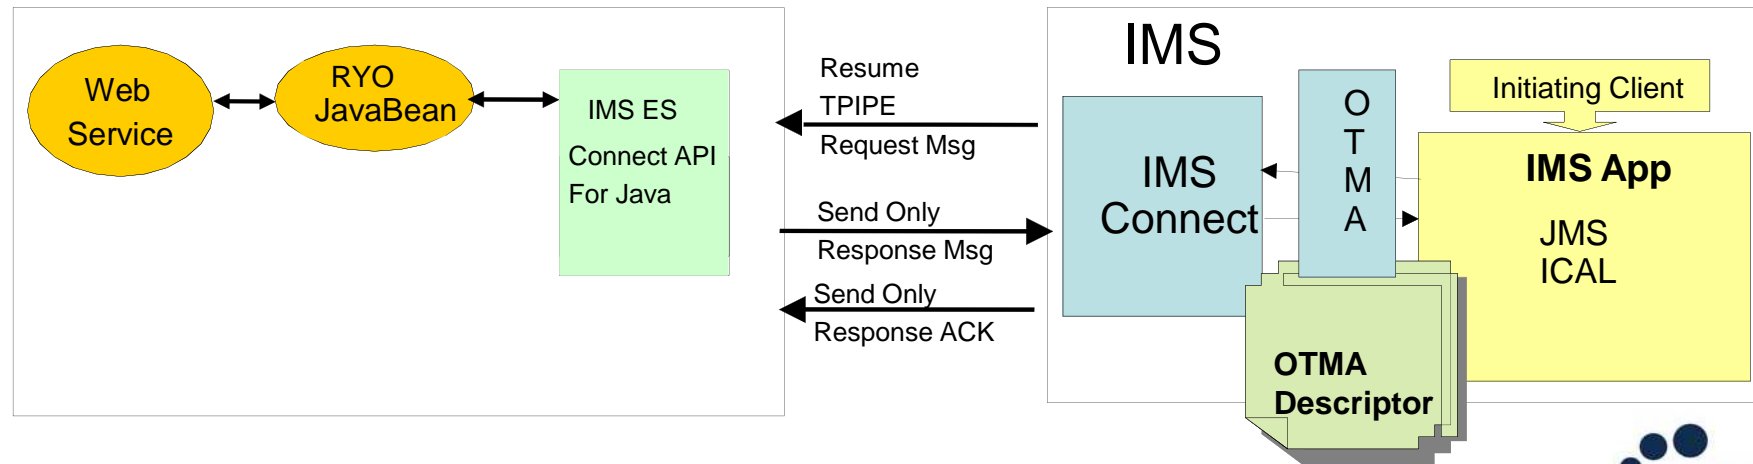 Web
Service
RYO
JavaBean
IMS ES
Connect API
For Java
Resume
TPIPE
Request Msg
Send Only
Response Msg
Send Only
Response ACK
IMS
IMS
Connect
O
T
M
A
OTMA
Descriptor
Initiating Client
IMS App
JMS
ICAL